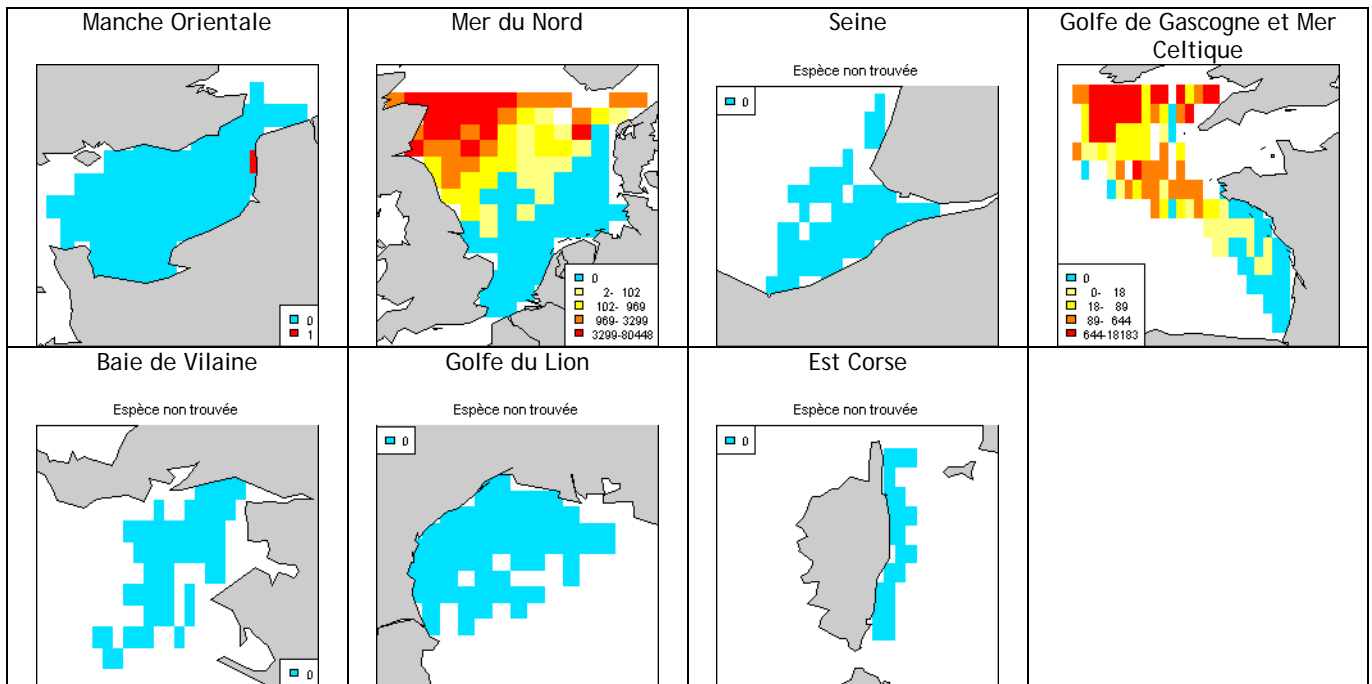 Manche Orientale
Mer du Nord
Seine
Golfe de Gascogne et Mer
Celtique
Espèce non trouvée
0
1
0
2- 102
102- 969
969- 3299
3299-80448
0
0
0- 18
18- 89
89- 644
644-18183
Baie de Vilaine
Golfe du Lion
Est Corse
Espèce non trouvée
Espèce non trouvée
Espèce non trouvée
0
0
0